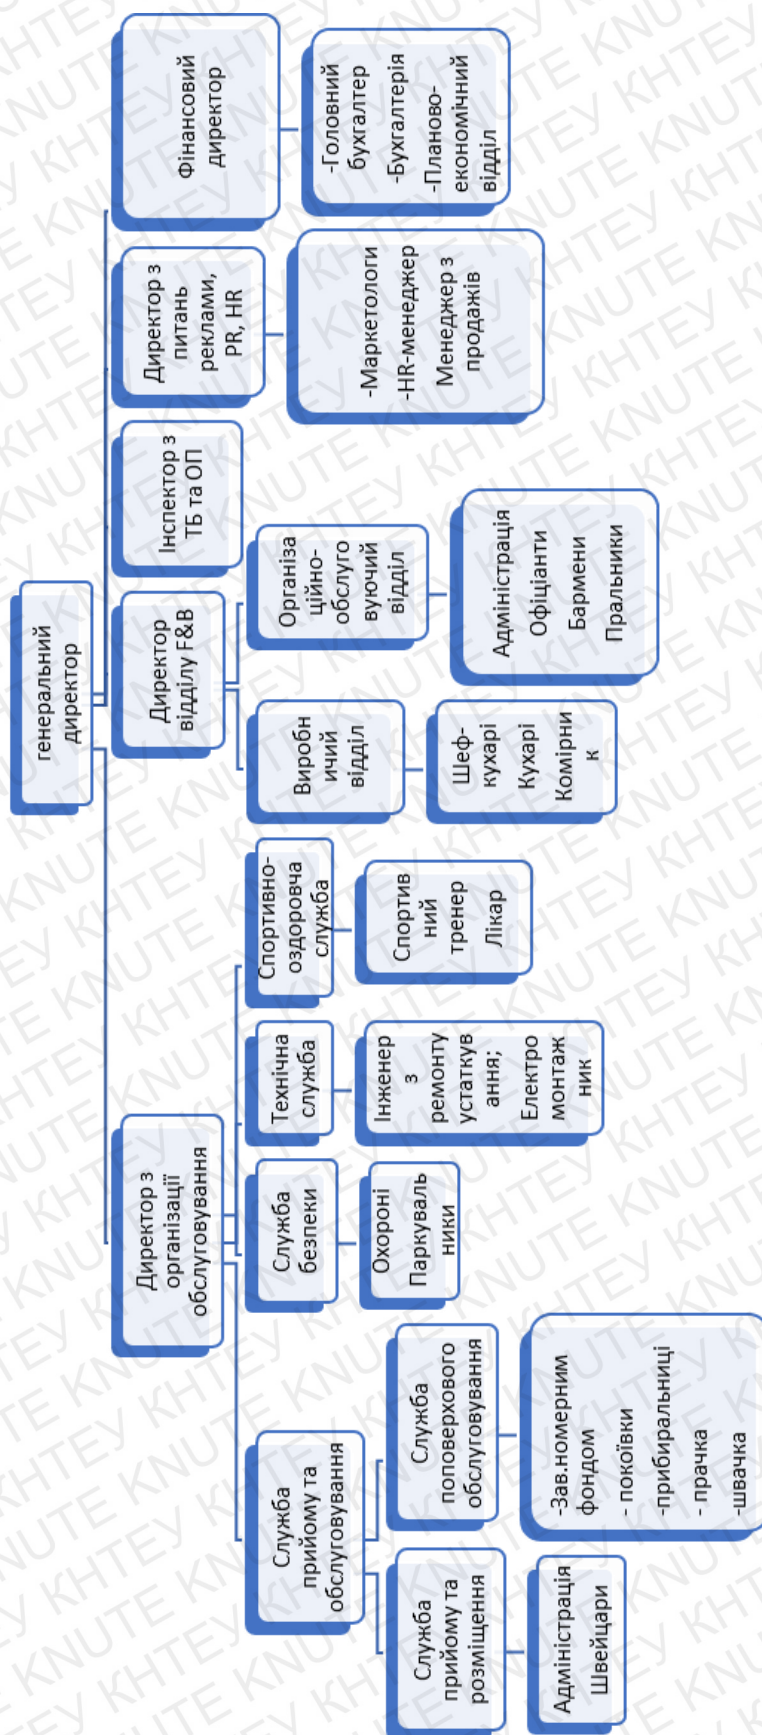 генеральний
директор
Директор з
організації
обслуговування
Директор
відділу F&B
Інспектор з
ТБ та ОП
Директор з
питань
реклами,
PR, HR
Фінансовий
директор
Служба
прийому та
обслуговування
Служба
безпеки
Технічна
служба
Спортивно-
оздоровча
служба
Виробн
ичий
відділ
Організа
ційно-
обслуго
вуючий
відділ
-Маркетологи
-HR-менеджер
Менеджер з
продажів
-Головний
бухгалтер
-Бухгалтерія
-Планово-
економічний
відділ
Служба
прийому та
розміщення
Служба
поповерхового
обслуговування
Охороні
Паркуваль
ники
Інженер
з
ремонту
устаткув
ання;
Електро
монтаж
ник
Спортив
ний
тренер
Лікар
Шеф-
кухарі
Кухарі
Комірни
к
Адміністрація
Офіціанти
Бармени
Пральники
Адміністрація
Швейцари
-Зав.номерним
фондом
- покоївки
-прибиральниці
- прачка
-швачка
КНТЕУ KNUTE